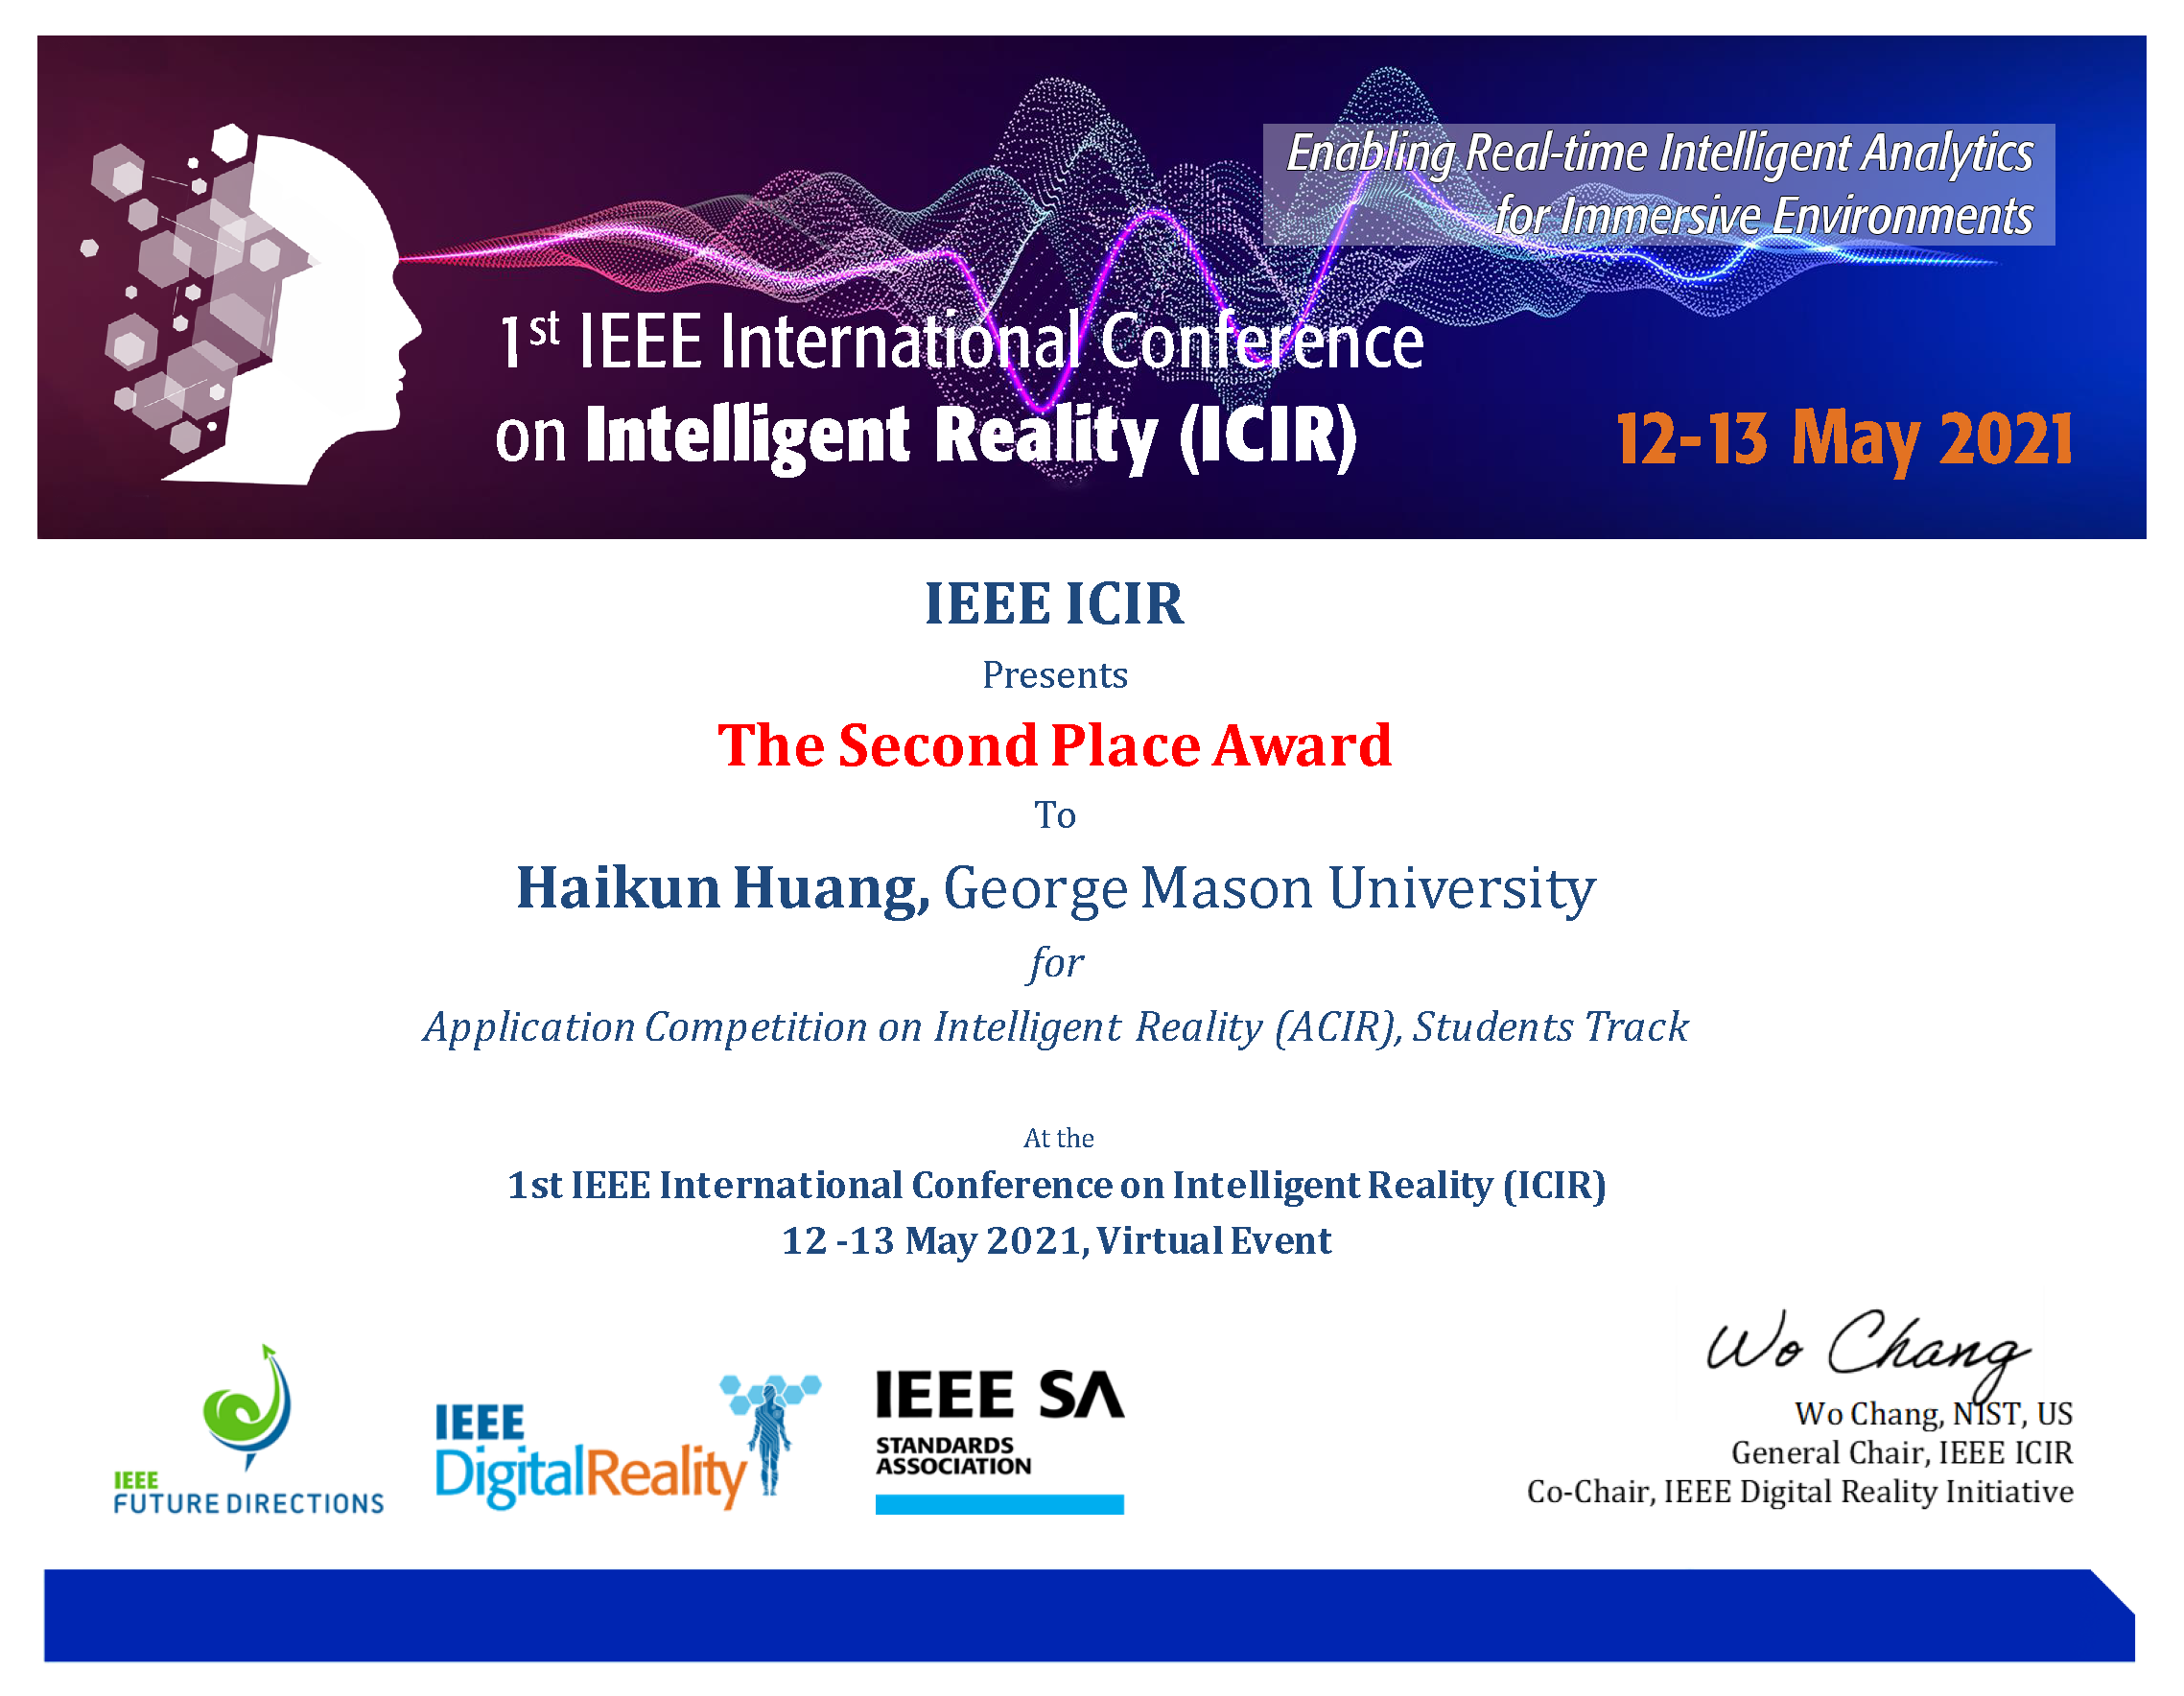 Enabling Real-time Intelligent Analytics
for Immersive Environments
1st IEEE International Conference
on Intelligent Reality (ICIR)
12-13 May 2021
IEEE ICIR
Presents
The Second Place Award
To
Haikun Huang, George Mason University
for
Application Competition on Intelligent Reality (ACIR), Students Track
At the
1st IEEE International Conference on Intelligent Reality (ICIR)
12 -13 May 2021, Virtual Event
IEEE
FUTURE DIRECTIONS
IEEE
DigitalReality
IEEE SA
STANDARDS
ASSOCIATION
Wo Chang
Wo Chang, NIST, US
General Chair, IEEE ICIR
Co-Chair, IEEE Digital Reality Initiative